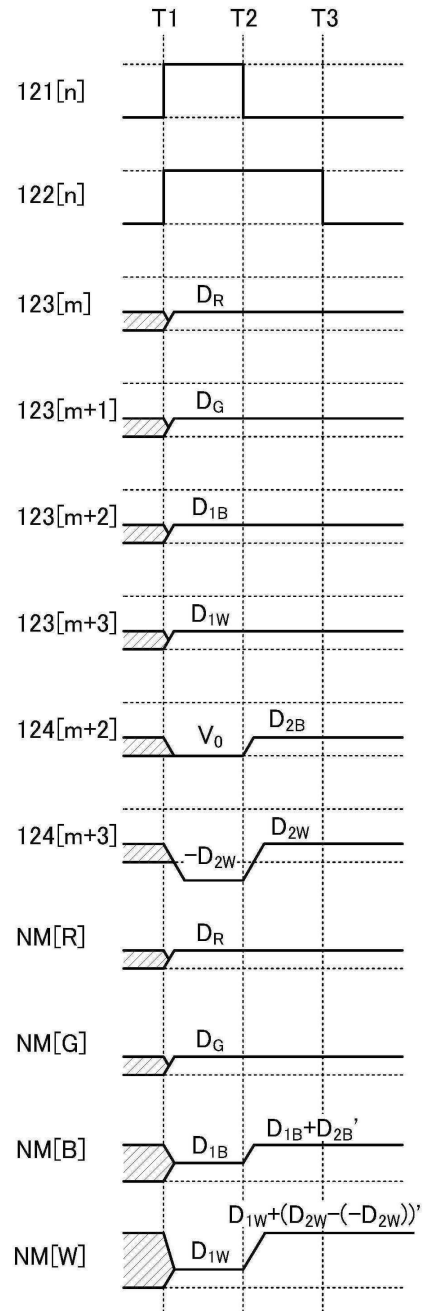 T1 T2 T3
121[n]
122[n]
123[m] D_R
123[m+1] D_G
123[m+2] D_1B
123[m+3] D_1W
124[m+2] V_0 D_2B
124[m+3] -D_2W D_2W
NM[R] D_R
NM[G] D_G
NM[B] D_1B D_1B+D_2B'
NM[W] D_1W D_1W+(D_2W-(-D_2W))'